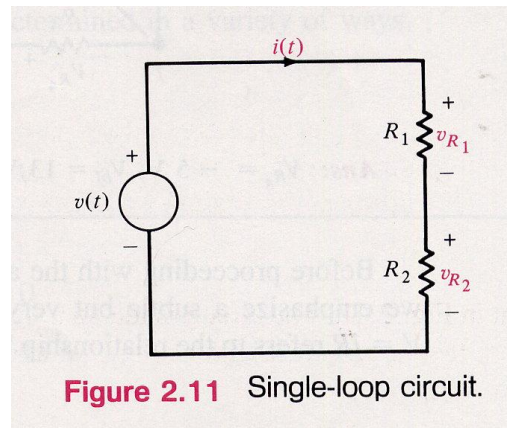 i(t)
+
R1
vR1
−
+
v(t)
−
+
R2
vR2
−
Figure 2.11 Single-loop circuit.